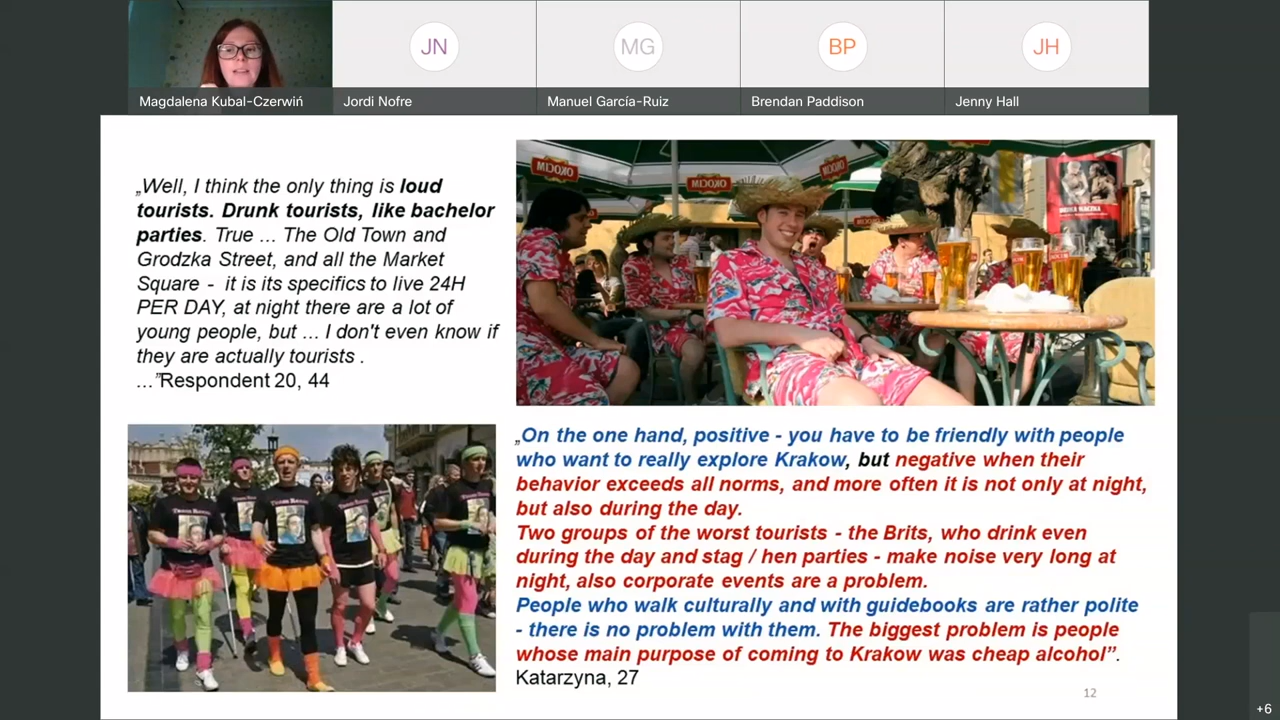 JN
MG
BP
JH
Magdalena Kubal-Czerwiń
Jordi Nofre
Manuel García-Ruiz
Brendan Paddison
Jenny Hall
„Well, I think the only thing is loud
tourists. Drunk tourists, like bachelor
parties. True ... The Old Town and
Grodzka Street, and all the Market
Square - it is its specifics to live 24H
PER DAY, at night there are a lot of
young people, but ... I don't even know if
they are actually tourists .
..."Respondent 20, 44
OKOCIM
OKOCIM
OKOCIM
„On the one hand, positive - you have to be friendly with people
who want to really explore Krakow, but negative when their
behavior exceeds all norms, and more often it is not only at night,
but also during the day.
Two groups of the worst tourists - the Brits, who drink even
during the day and stag / hen parties - make noise very long at
night, also corporate events are a problem.
People who walk culturally and with guidebooks are rather polite
- there is no problem with them. The biggest problem is people
whose main purpose of coming to Krakow was cheap alcohol”.
Katarzyna, 27
12
+6